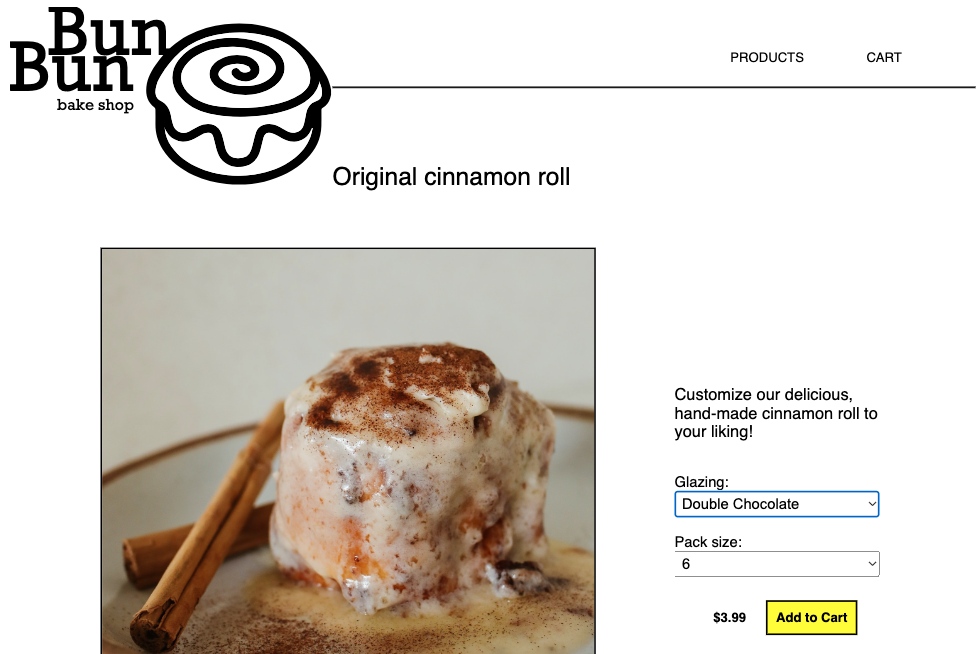 Bun
Bun
bake shop
PRODUCTS
CART
Original cinnamon roll
Customize our delicious,
hand-made cinnamon roll to
your liking!
Glazing:
Double Chocolate
Pack size:
6
$3.99
Add to Cart